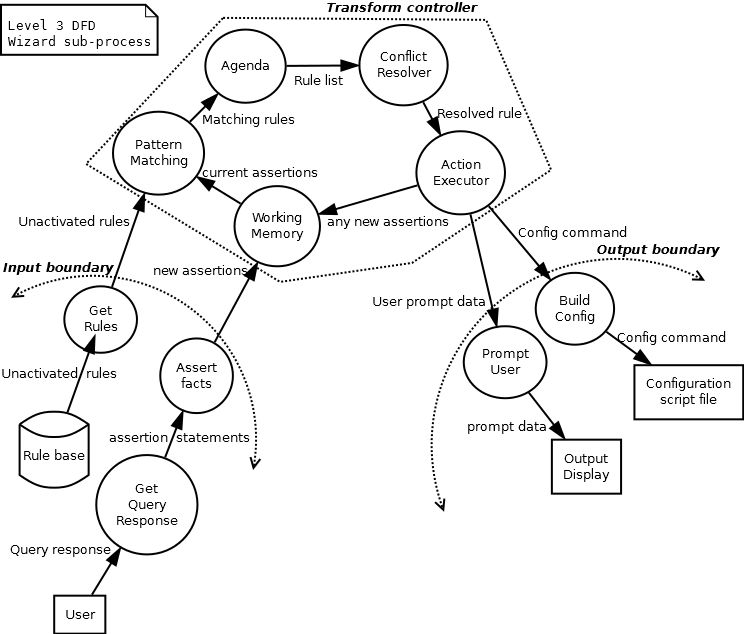 Level 3 DFD
Wizard sub-process
Transform controller
Agenda
Rule list
Conflict
Resolver
Matching rules
Resolved rule
Pattern
Matching
current assertions
Action
Executor
Working
Memory
any new assertions
Unactivated rules
Config command
Output boundary
Input boundary
new assertions
User prompt data
Get
Rules
Build
Config
Config command
Prompt
User
Assert
facts
Unactivated rules
Configuration
script file
prompt data
assertion statements
Rule base
Output
Display
Get
Query
Response
Query response
User